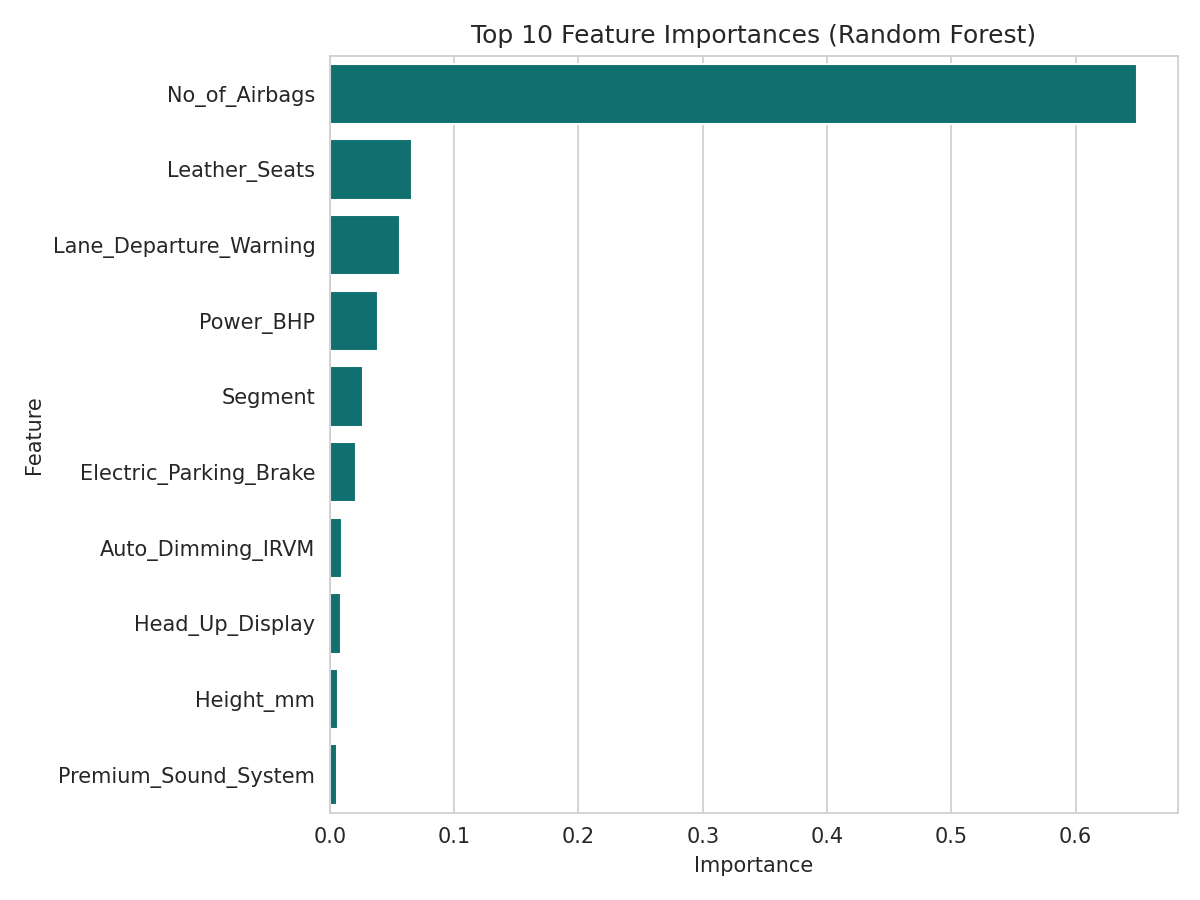 Top 10 Feature Importances (Random Forest)
No_of_Airbags
Leather_Seats
Lane_Departure_Warning
Power_BHP
Segment
Electric_Parking_Brake
Auto_Dimming_IRVM
Head_Up_Display
Height_mm
Premium_Sound_System
Feature
0.0 0.1 0.2 0.3 0.4 0.5 0.6
Importance